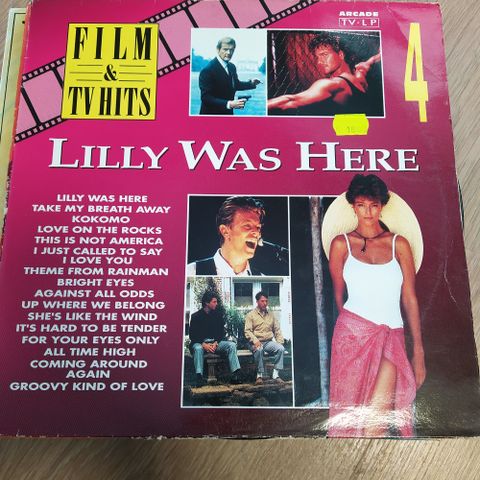 FILM
&
TV HITS
ARCADE
TV·LP
4
LILLY WAS HERE
LILLY WAS HERE
TAKE MY BREATH AWAY
KOKOMO
LOVE ON THE ROCKS
THIS IS NOT AMERICA
I JUST CALLED TO SAY
I LOVE YOU
THEME FROM RAINMAN
BRIGHT EYES
AGAINST ALL ODDS
UP WHERE WE BELONG
SHE'S LIKE THE WIND
IT'S HARD TO BE TENDER
FOR YOUR EYES ONLY
ALL TIME HIGH
COMING AROUND
AGAIN
GROOVY KIND OF LOVE